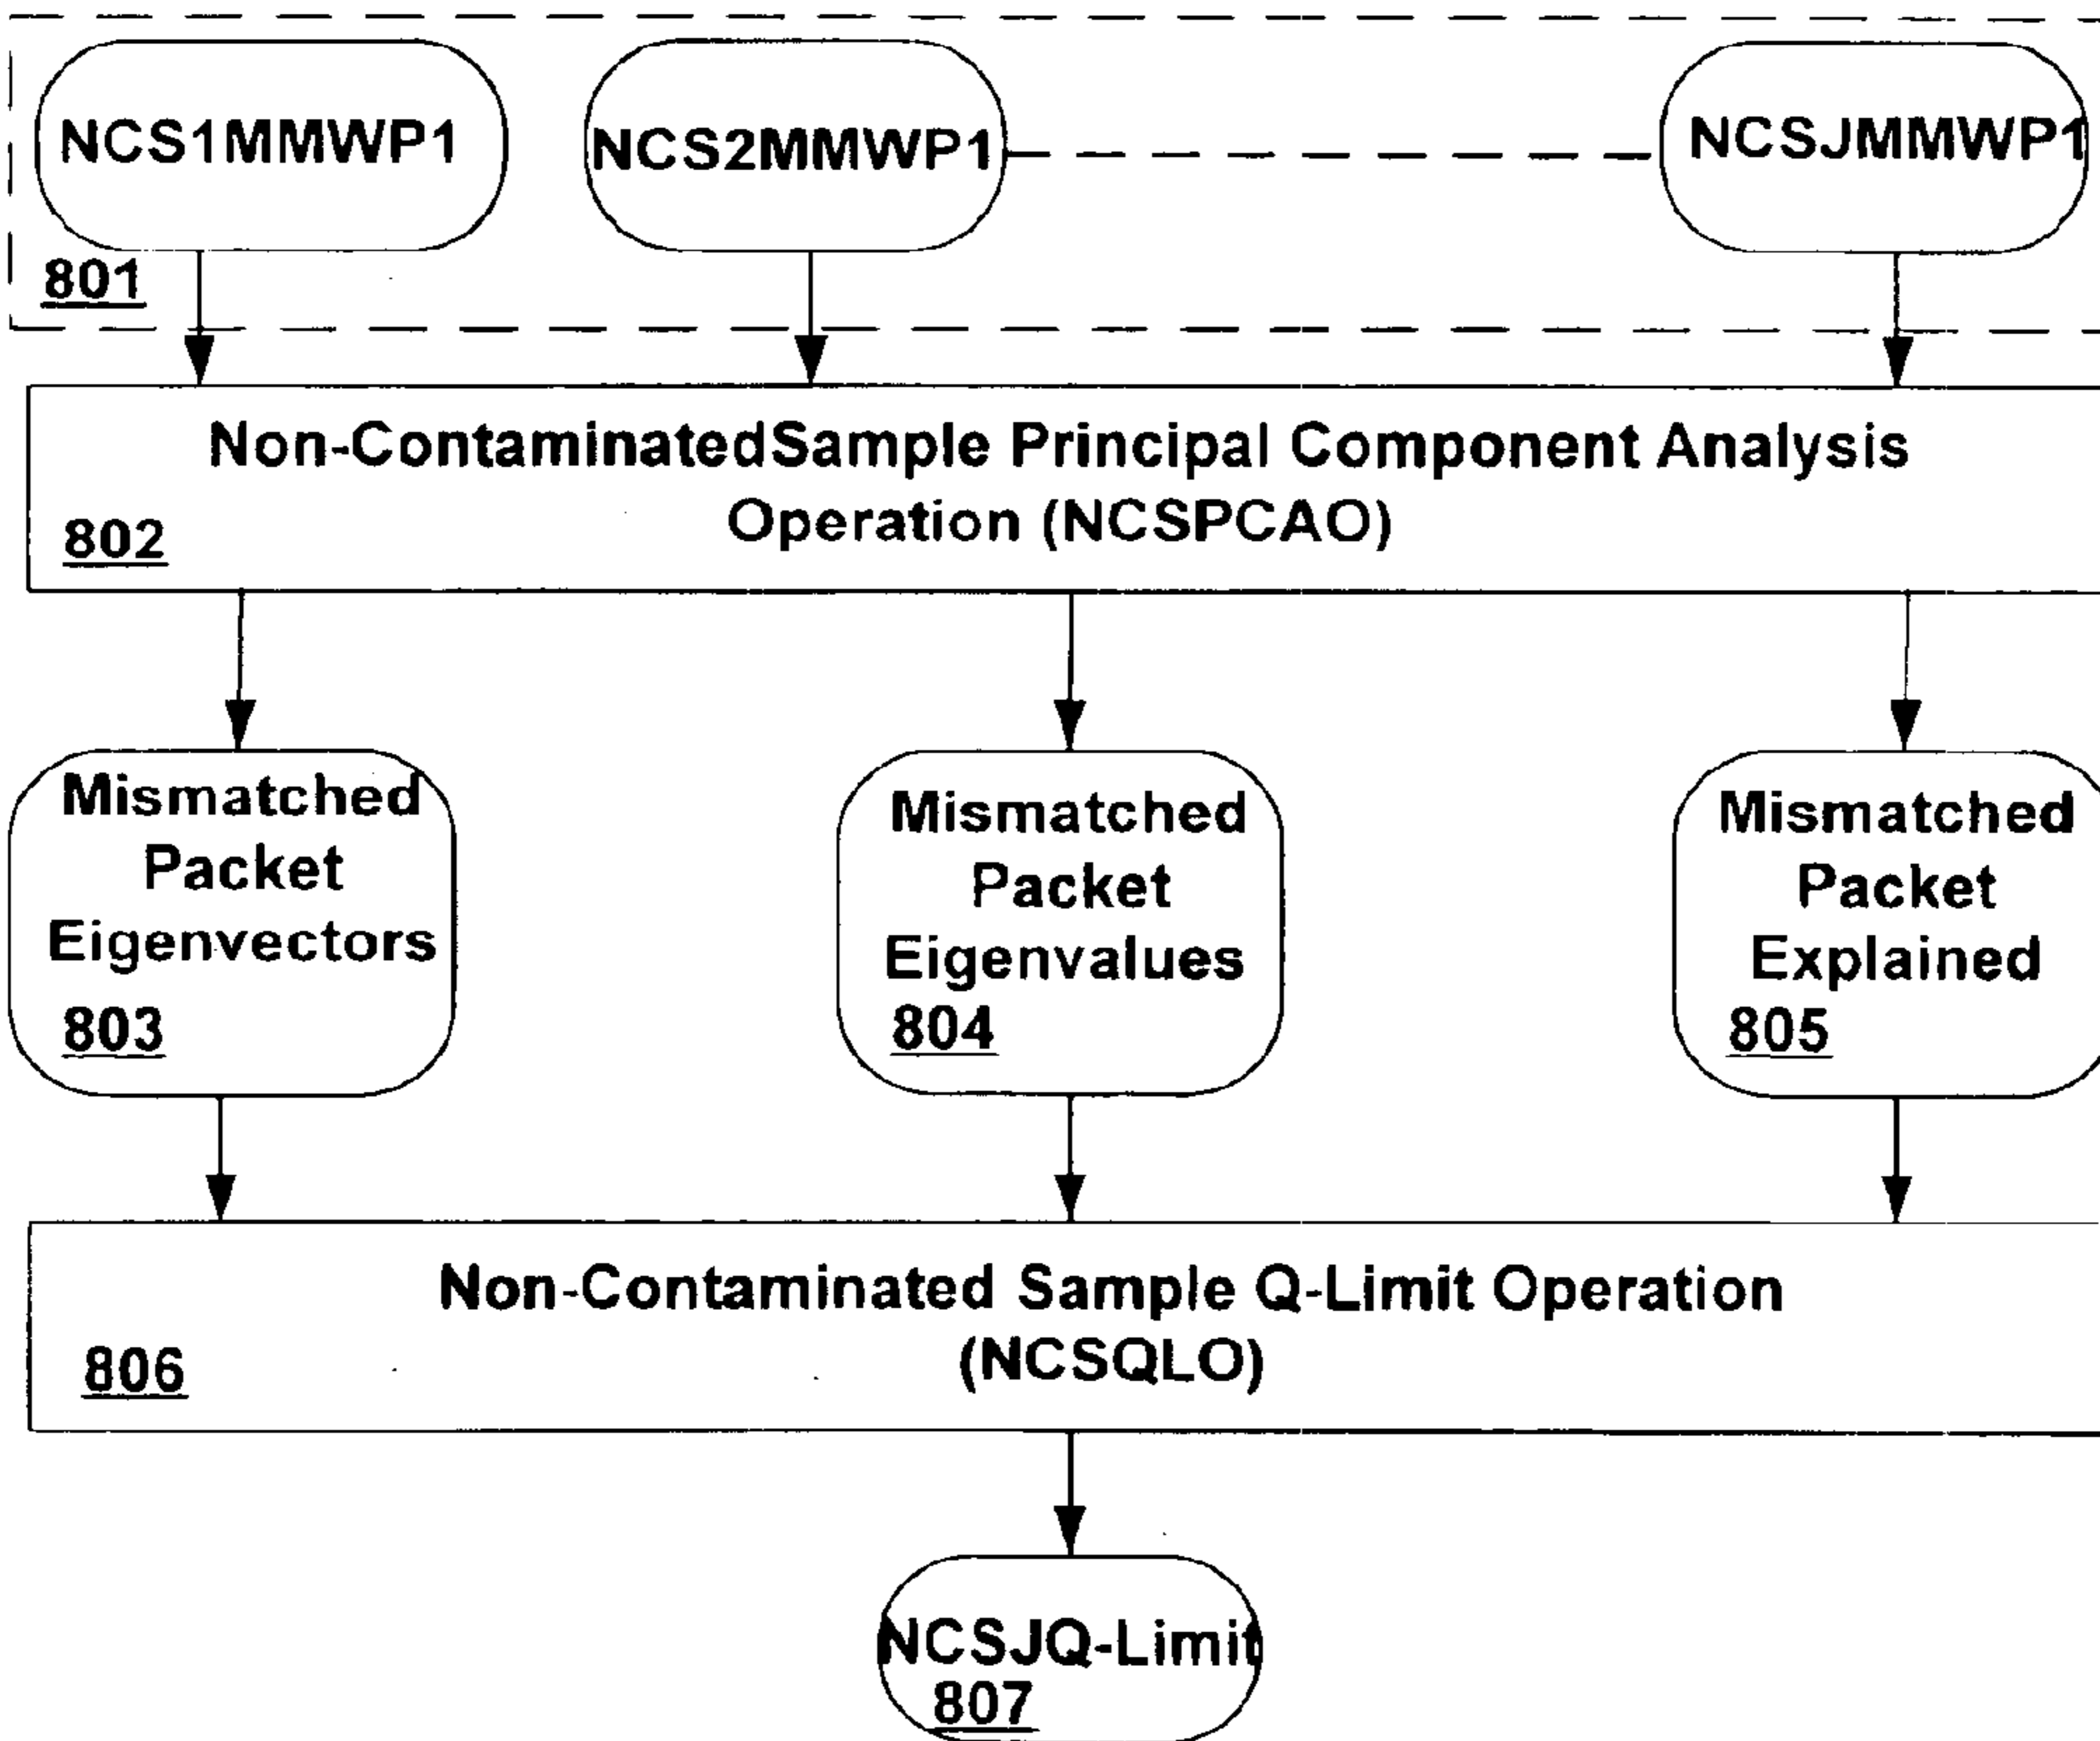 NCS1MMWP1
NCS2MMWP1
NCSJMMWP1
801
Non-ContaminatedSample Principal Component Analysis
Operation (NCSPCAO)
802
Mismatched
Packet
Eigenvectors
803
Mismatched
Packet
Eigenvalues
804
Mismatched
Packet
Explained
805
Non-Contaminated Sample Q-Limit Operation
(NCSQLO)
806
NCSJQ-Limit
807